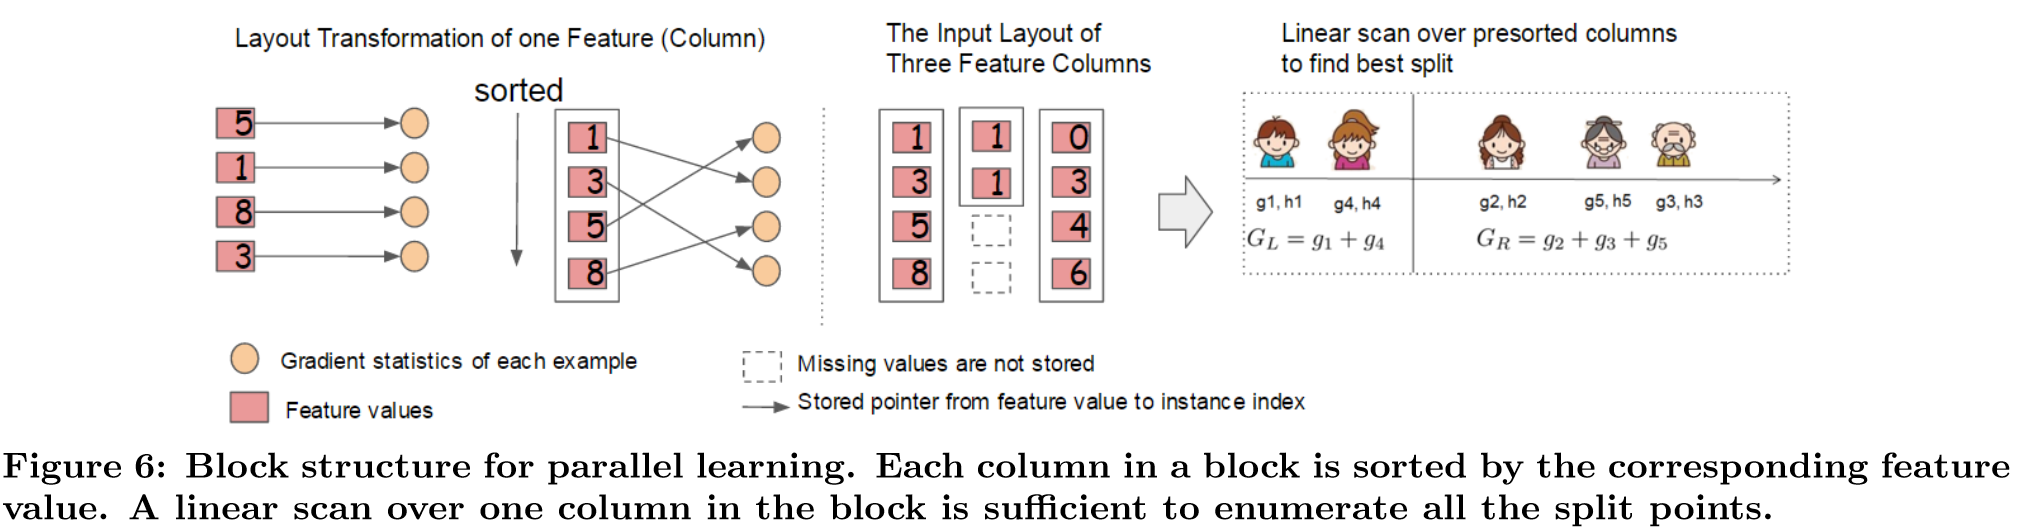 Layout Transformation of one Feature (Column)
sorted
5
1
8
3
1
3
5
8
The Input Layout of
Three Feature Columns
1
3
5
8
1
1
0
3
4
6
Linear scan over presorted columns
to find best split
g1, h1 g4, h4 g2, h2 g5, h5 g3, h3
G_L = g_1 + g_4 G_R = g_2 + g_3 + g_5
Gradient statistics of each example
Feature values
Missing values are not stored
Stored pointer from feature value to instance index
Figure 6: Block structure for parallel learning. Each column in a block is sorted by the corresponding feature
value. A linear scan over one column in the block is sufficient to enumerate all the split points.